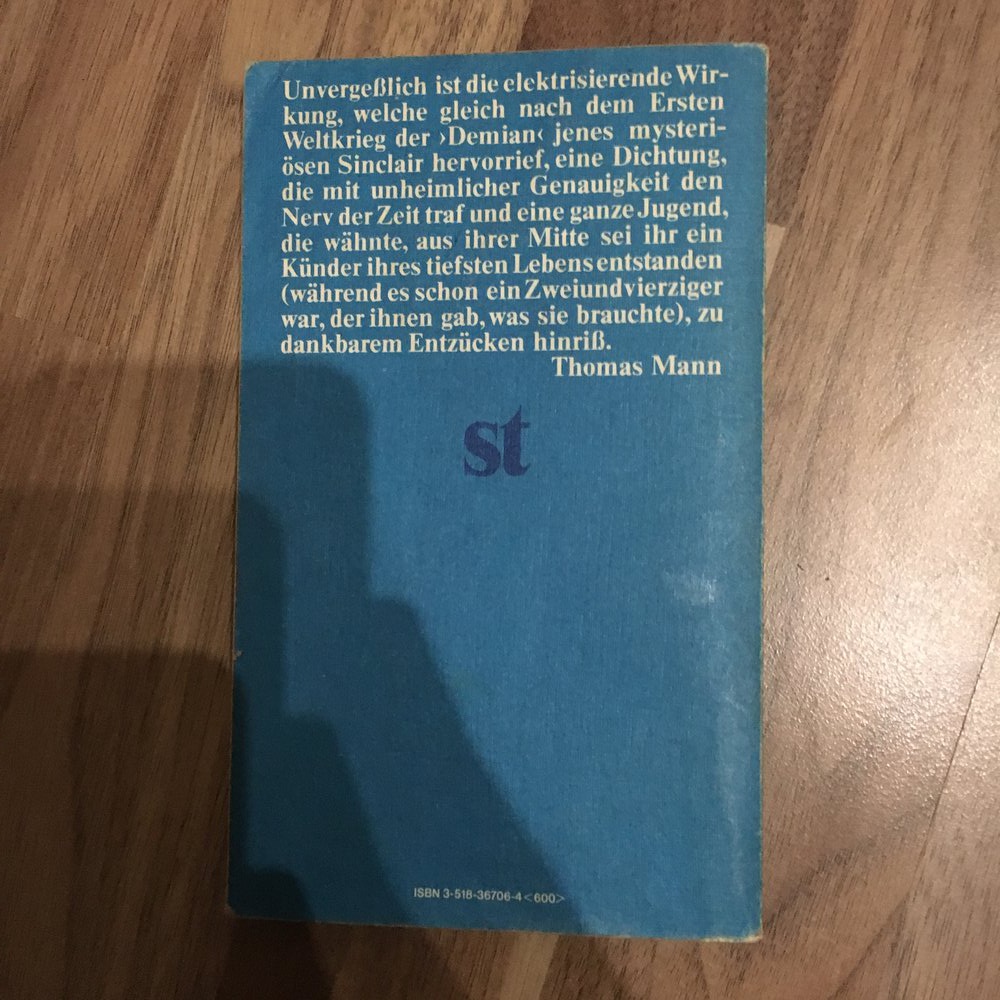 Unvergeßlich ist die elektrisierende Wir-
kung, welche gleich nach dem Ersten
Weltkrieg der ›Demian‹ jenes mysteri-
ösen Sinclair hervorrief, eine Dichtung,
die mit unheimlicher Genauigkeit den
Nerv der Zeit traf und eine ganze Jugend,
die wähnte, aus ihrer Mitte sei ihr ein
Künder ihres tiefsten Lebens entstanden
(während es schon ein Zweiundvierziger
war, der ihnen gab, was sie brauchte), zu
dankbarem Entzücken hinriß.
Thomas Mann
st
ISBN 3-518-36706-4 <600>